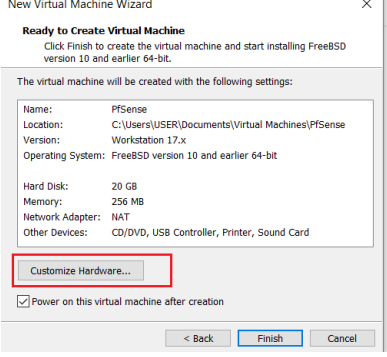 New Virtual Machine Wizard
Ready to Create Virtual Machine
Click Finish to create the virtual machine and start installing FreeBSD
version 10 and earlier 64-bit.
The virtual machine will be created with the following settings:
Name: PfSense
Location: C:\Users\USER\Documents\Virtual Machines\PfSense
Version: Workstation 17.x
Operating System: FreeBSD version 10 and earlier 64-bit
Hard Disk: 20 GB
Memory: 256 MB
Network Adapter: NAT
Other Devices: CD/DVD, USB Controller, Printer, Sound Card
Customize Hardware...
Power on this virtual machine after creation
< Back Finish Cancel